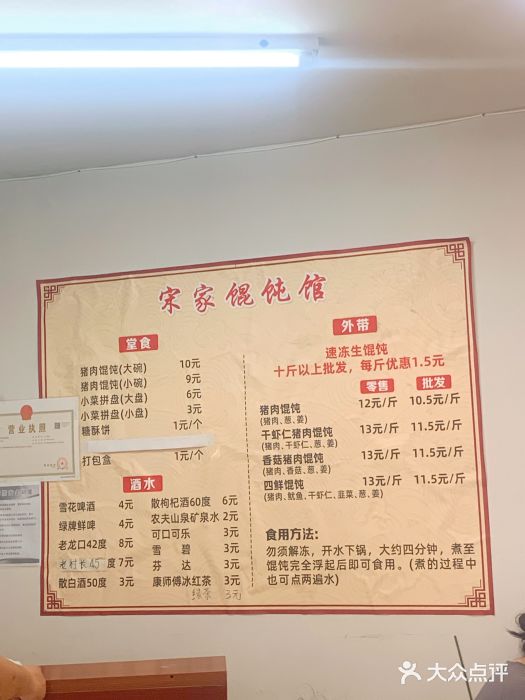 宋家馄饨馆
堂食
猪肉馄饨(大碗) 10元
猪肉馄饨(小碗) 9元
小菜拼盘(大盘) 6元
小菜拼盘(小盘) 3元
糖酥饼 1元/个
打包盒 1元/个
酒水
雪花啤酒 4元
绿牌鲜啤 4元
老龙口42度 8元
老村长45度 7元
散白酒50度 3元
散枸杞酒60度 6元
农夫山泉矿泉水 2元
可口可乐 3元
雪碧 3元
芬达 3元
康师傅冰红茶 3元
绿茶 3元
外带
速冻生馄饨
十斤以上批发，每斤优惠1.5元
零售 批发
猪肉馄饨 12元/斤 10.5元/斤
(猪肉、葱、姜)
干虾仁猪肉馄饨 13元/斤 11.5元/斤
(猪肉、干虾仁、葱、姜)
香菇猪肉馄饨 13元/斤 11.5元/斤
(猪肉、香菇、葱、姜)
四鲜馄饨 13元/斤 11.5元/斤
(猪肉、鱿鱼、干虾仁、韭菜、葱、姜)
食用方法：
勿须解冻，开水下锅，大约四分钟，煮至
馄饨完全浮起后即可食用。(煮的过程中
也可点两遍水)
营业执照
大众点评